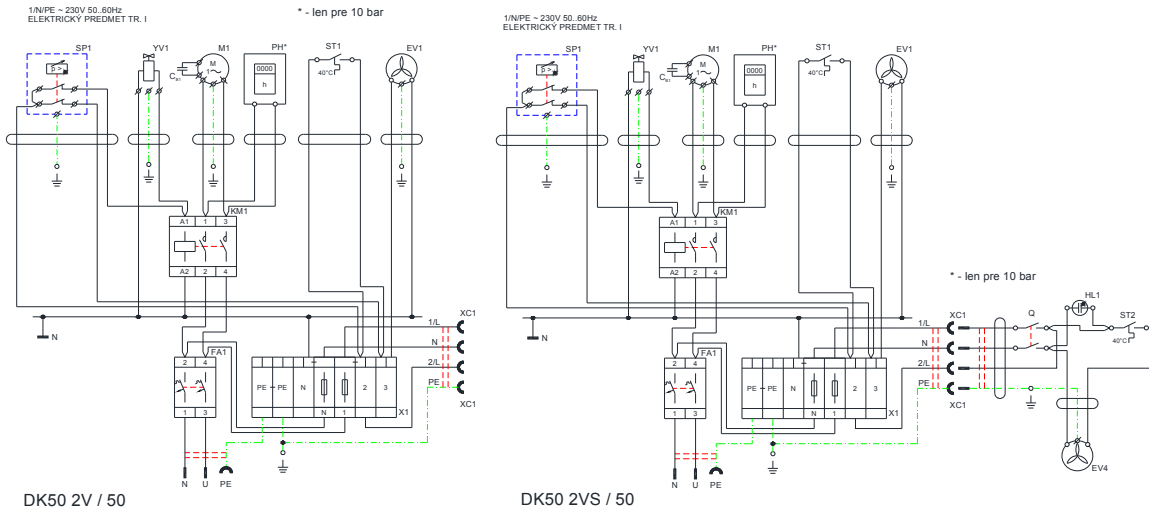 1/N/PE ~ 230V 50..60Hz
ELEKTRICKÝ PREDMET TR. I
* - len pre 10 bar
SP1
YV1
M1
PH*
ST1
EV1
p >
M
1~
0000
h
40°C
KM1
A1 1 3
A2 2 4
N
1/L
N
2/L
PE
XC1
XC1
FA1
2 4
1 3
PE PE N 2 3
N 1
X1
N U PE
DK50 2V / 50
1/N/PE ~ 230V 50..60Hz
ELEKTRICKÝ PREDMET TR. I
SP1
YV1
M1
PH*
ST1
EV1
p >
M
1~
0000
h
40°C
KM1
A1 1 3
A2 2 4
* - len pre 10 bar
N
1/L
N
2/L
PE
XC1
XC1
Q
HL1
ST2
40°C
EV4
FA1
2 4
1 3
PE PE N 2 3
N 1
X1
N U PE
DK50 2VS / 50